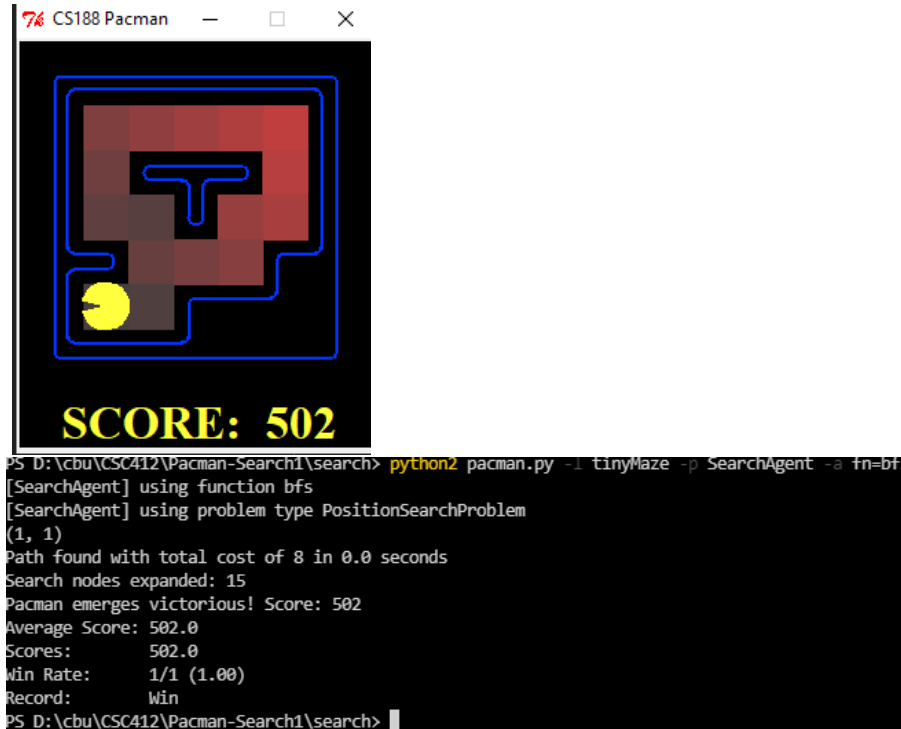 CS188 Pacman
SCORE: 502
PS D:\cbu\CSC412\Pacman-Search1\search> python2 pacman.py -l tinyMaze -p SearchAgent -a fn=bf
[SearchAgent] using function bfs
[SearchAgent] using problem type PositionSearchProblem
(1, 1)
Path found with total cost of 8 in 0.0 seconds
Search nodes expanded: 15
Pacman emerges victorious! Score: 502
Average Score: 502.0
Scores: 502.0
Win Rate: 1/1 (1.00)
Record: Win
PS D:\cbu\CSC412\Pacman-Search1\search>